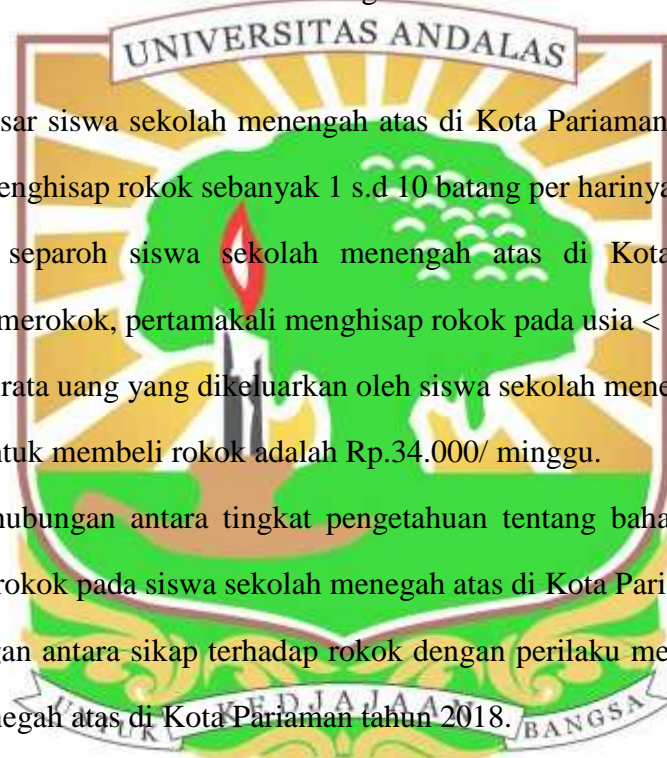 UNIVERSITAS ANDALAS
sar siswa sekolah menengah atas di Kota Pariaman
enghisap rokok sebanyak 1 s.d 10 batang per harinya
separoh siswa sekolah menengah atas di Kota
merokok, pertamakali menghisap rokok pada usia <
rata uang yang dikeluarkan oleh siswa sekolah mene
tuk membeli rokok adalah Rp.34.000/ minggu.
hubungan antara tingkat pengetahuan tentang baha
rokok pada siswa sekolah menegah atas di Kota Pari
gan antara sikap terhadap rokok dengan perilaku me
negah atas di Kota Pariaman tahun 2018.
UNTUK KEDJAJAAN BANGSA